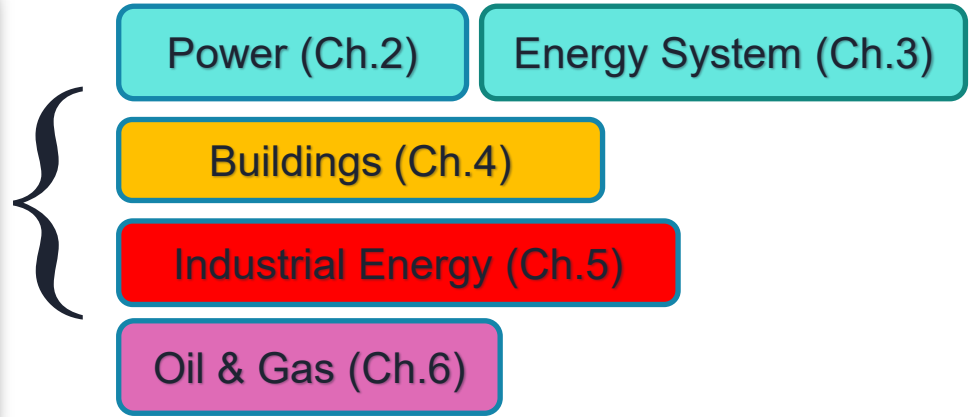 Power (Ch.2)
Energy System (Ch.3)
Buildings (Ch.4)
Industrial Energy (Ch.5)
Oil & Gas (Ch.6)